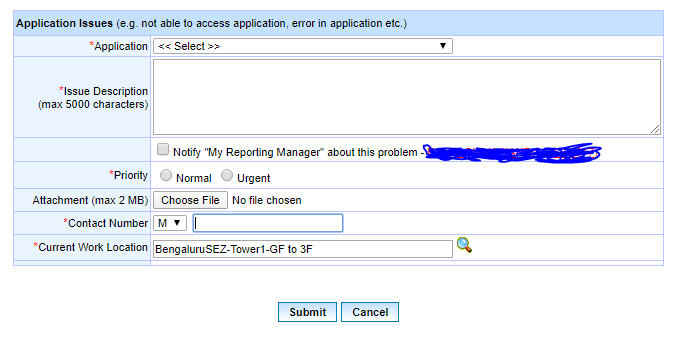 Application Issues (e.g. not able to access application, error in application etc.)
*Application << Select >>
*Issue Description
(max 5000 characters)
Notify "My Reporting Manager" about this problem -
*Priority Normal Urgent
Attachment (max 2 MB) Choose File No file chosen
*Contact Number M
*Current Work Location BengaluruSEZ-Tower1-GF to 3F
Submit Cancel